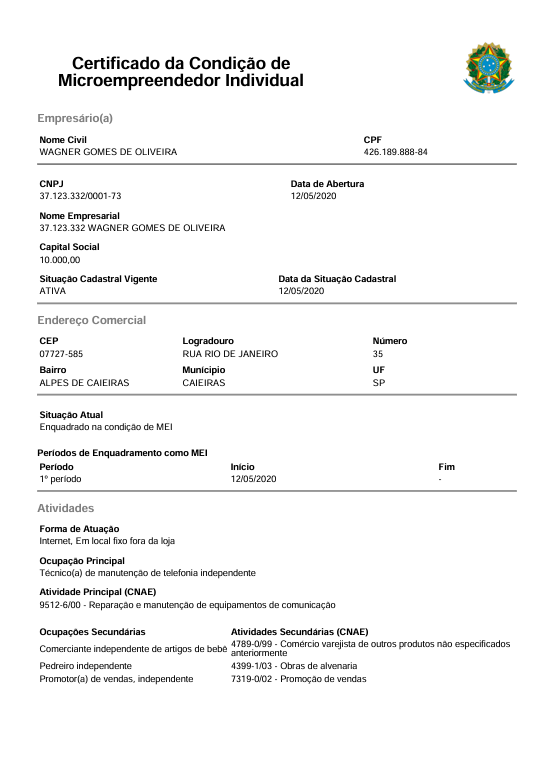 Certificado da Condição de
Microempreendedor Individual
Empresário(a)
Nome Civil CPF
WAGNER GOMES DE OLIVEIRA 426.189.888-84
CNPJ Data de Abertura
37.123.332/0001-73 12/05/2020
Nome Empresarial
37.123.332 WAGNER GOMES DE OLIVEIRA
Capital Social
10.000,00
Situação Cadastral Vigente Data da Situação Cadastral
ATIVA 12/05/2020
Endereço Comercial
CEP Logradouro Número
07727-585 RUA RIO DE JANEIRO 35
Bairro Munícipio UF
ALPES DE CAIEIRAS CAIEIRAS SP
Situação Atual
Enquadrado na condição de MEI
Períodos de Enquadramento como MEI
Período Início Fim
1º período 12/05/2020 -
Atividades
Forma de Atuação
Internet, Em local fixo fora da loja
Ocupação Principal
Técnico(a) de manutenção de telefonia independente
Atividade Principal (CNAE)
9512-6/00 - Reparação e manutenção de equipamentos de comunicação
Ocupações Secundárias Atividades Secundárias (CNAE)
Comerciante independente de artigos de bebê 4789-0/99 - Comércio varejista de outros produtos não especificados
anteriormente
Pedreiro independente 4399-1/03 - Obras de alvenaria
Promotor(a) de vendas, independente 7319-0/02 - Promoção de vendas